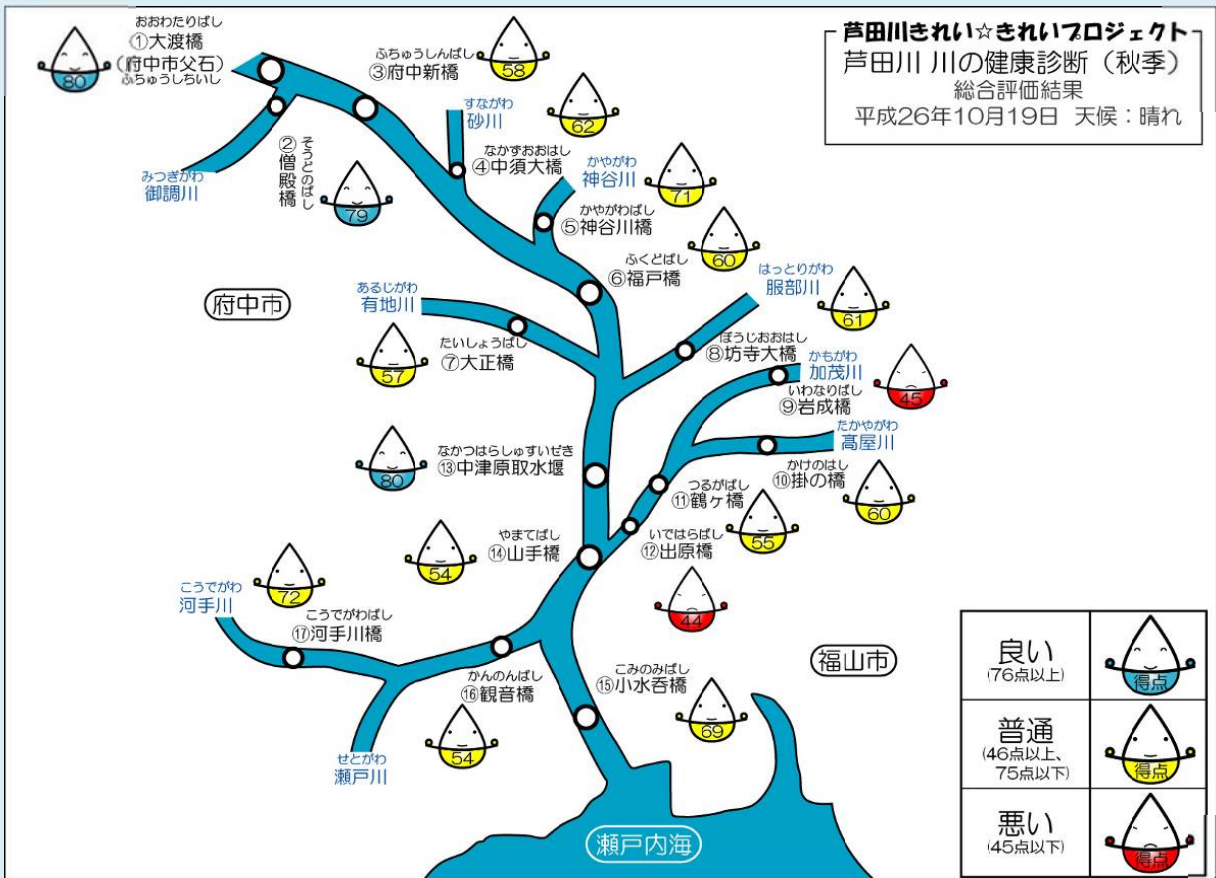 芦田川きれい☆きれいプロジェクト
芦田川 川の健康診断（秋季）
総合評価結果
平成26年10月19日 天候：晴れ
おおわたりばし
①大渡橋
(府中市父石)
ふちゅうしちいし
80
ふちゅうしんばし
③府中新橋
58
すながわ
砂川
62
なかずおおはし
④中須大橋
そうどのばし
②僧殿橋
79
みつぎがわ
御調川
かやがわ
神谷川
71
かやがわばし
⑤神谷川橋
ふくどばし
⑥福戸橋
60
はっとりがわ
服部川
61
府中市
あるじがわ
有地川
たいしょうばし
⑦大正橋
57
ぼうじおおはし
⑧坊寺大橋
かもがわ
加茂川
いわなりばし
⑨岩成橋
45
たかやがわ
髙屋川
かけのはし
⑩掛の橋
60
なかつはらしゅすいぜき
⑬中津原取水堰
80
つるがばし
⑪鶴ヶ橋
55
いではらばし
⑫出原橋
44
やまてばし
⑭山手橋
54
72
こうでがわ
河手川
こうでがわばし
⑰河手川橋
かんのんばし
⑯観音橋
54
こみのみばし
⑮小水呑橋
69
福山市
せとがわ
瀬戸川
瀬戸内海
良い
(76点以上)
得点
普通
(46点以上、
75点以下)
得点
悪い
(45点以下)
得点